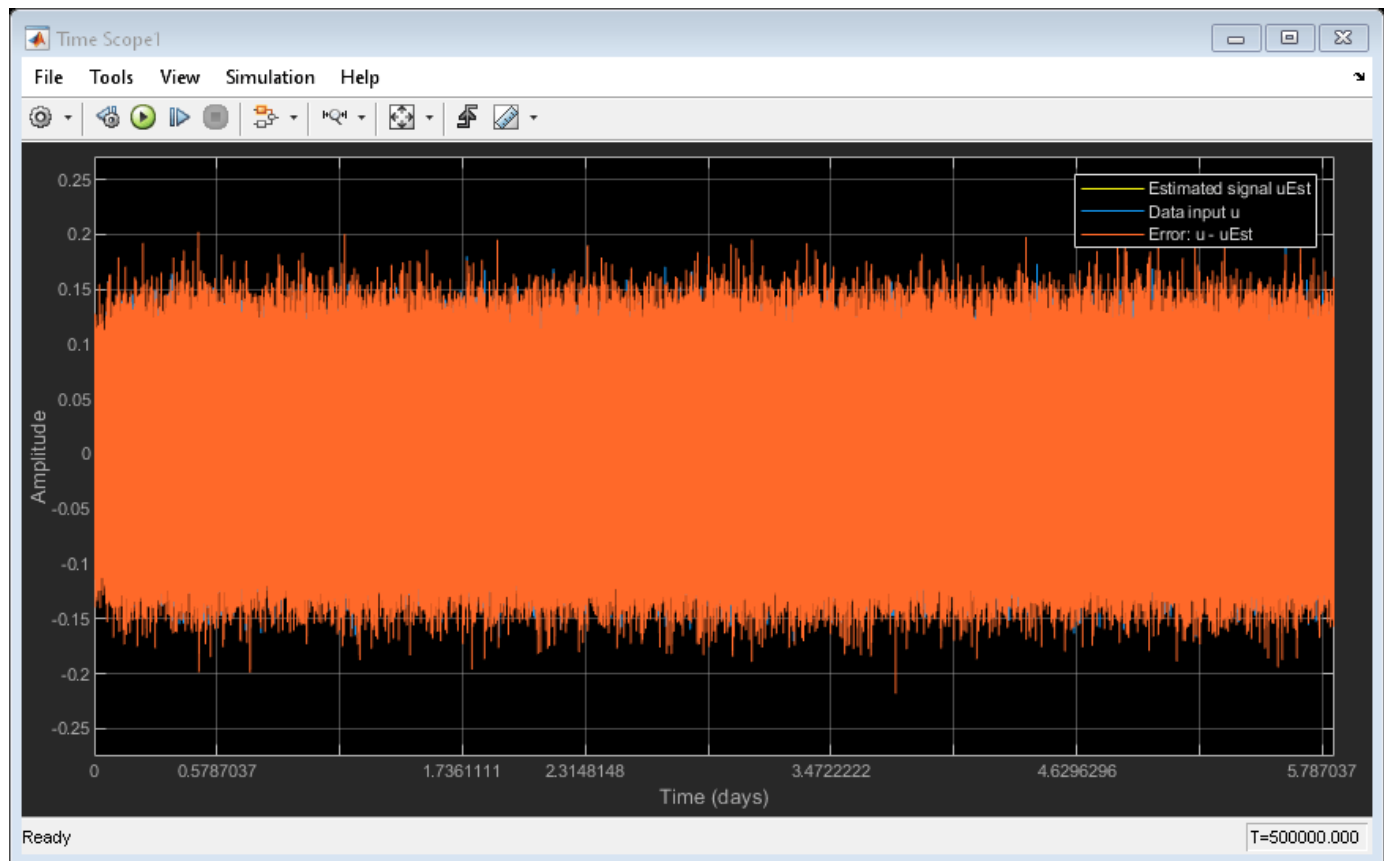 Time Scope1
File Tools View Simulation Help
Estimated signal uEst
Data input u
Error: u - uEst
0.25
0.2
0.15
0.1
0.05
0
-0.05
-0.1
-0.15
-0.2
-0.25
Amplitude
0 0.5787037 1.7361111 2.3148148 3.4722222 4.6296296 5.787037
Time (days)
Ready T=500000.000